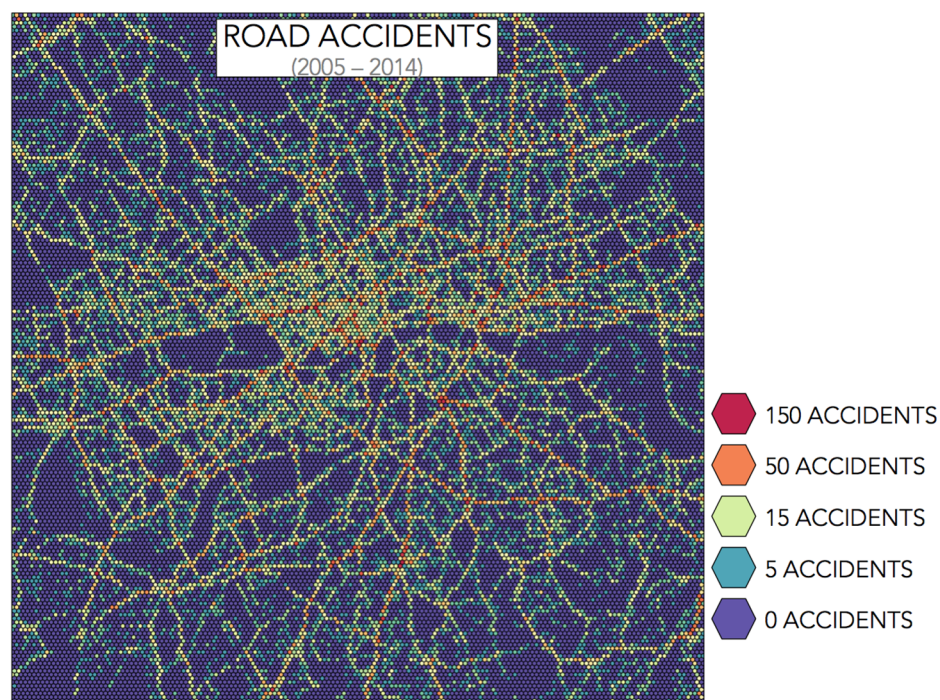 ROAD ACCIDENTS
(2005 – 2014)
150 ACCIDENTS
50 ACCIDENTS
15 ACCIDENTS
5 ACCIDENTS
0 ACCIDENTS